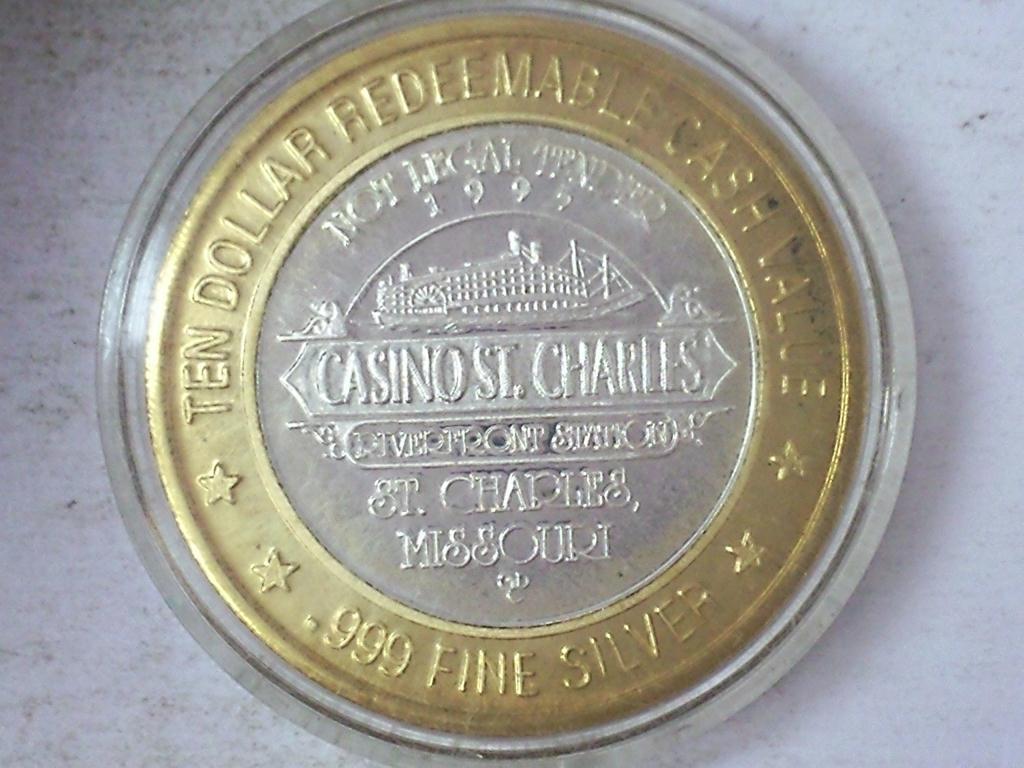 TEN DOLLAR REDEEMABLE CASH VALUE
NOT LEGAL TENDER
1995
CASINO ST. CHARLES
RIVERFRONT STATION
ST. CHARLES,
MISSOURI
.999 FINE SILVER